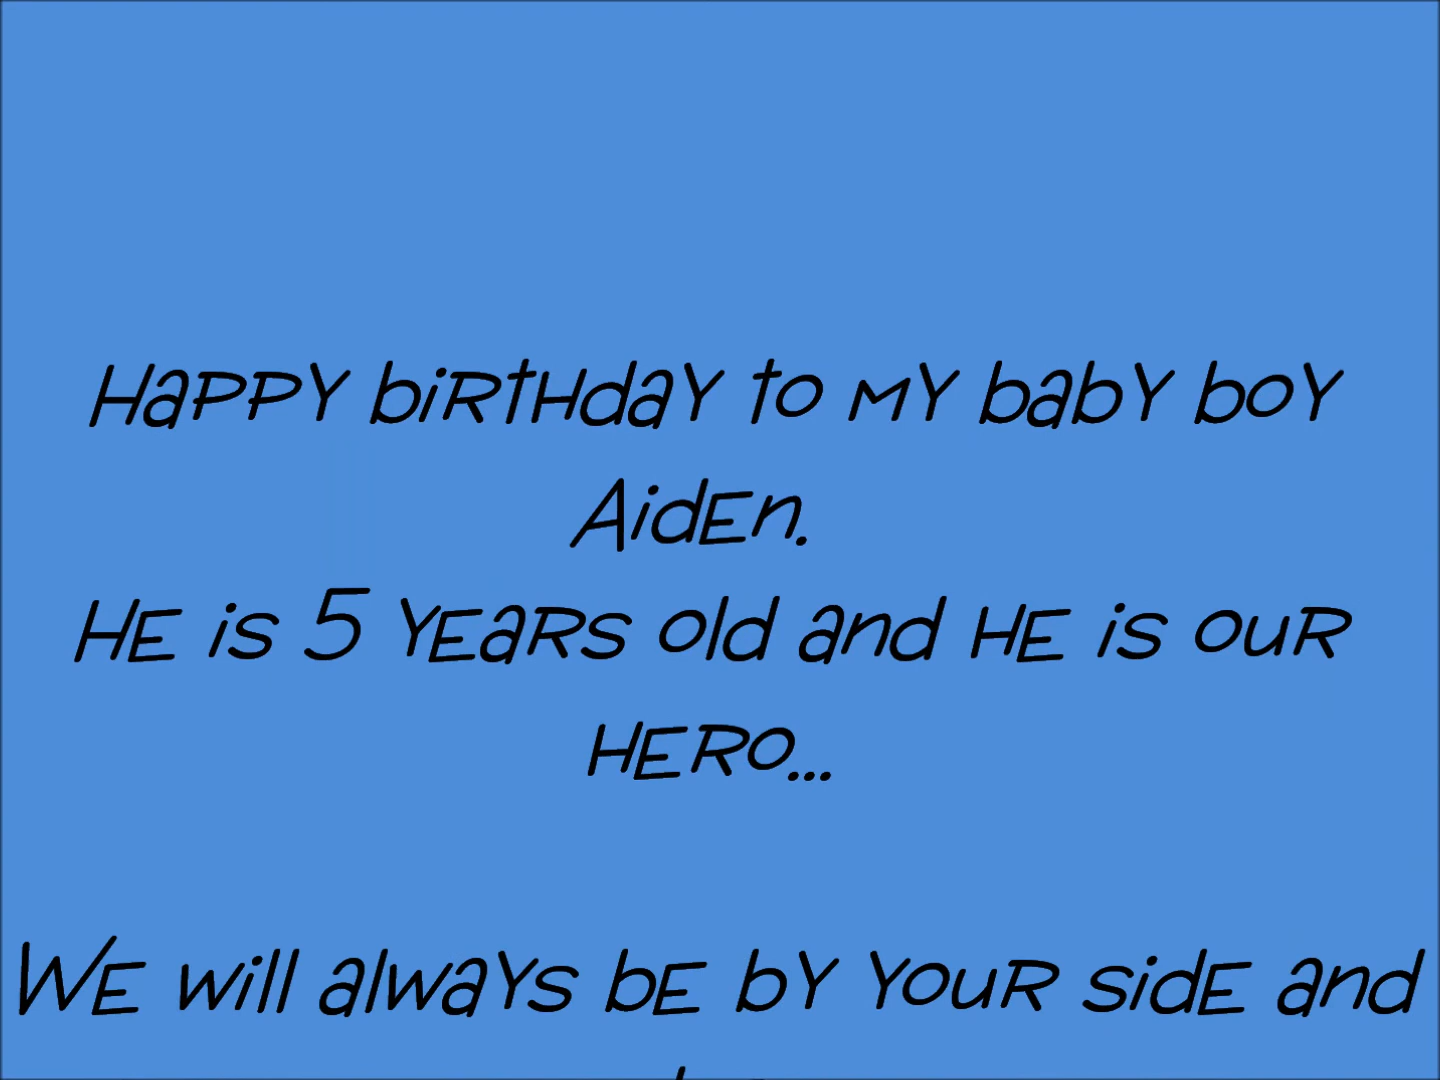 Happy birthday to my baby boy
Aiden.
He is 5 years old and he is our
hero...
We will always be by your side and